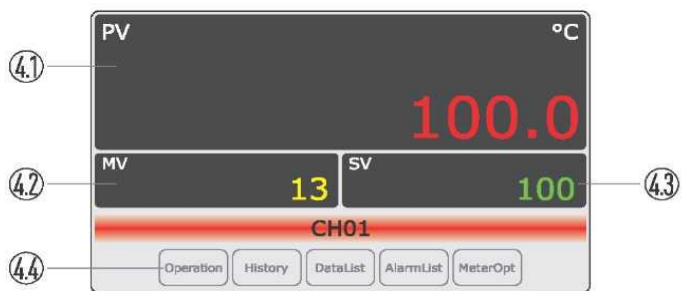 PV °C
4.1
100.0
MV SV
4.2 13 100 4.3
CH01
4.4 Operation History DataList AlarmList MeterOpt